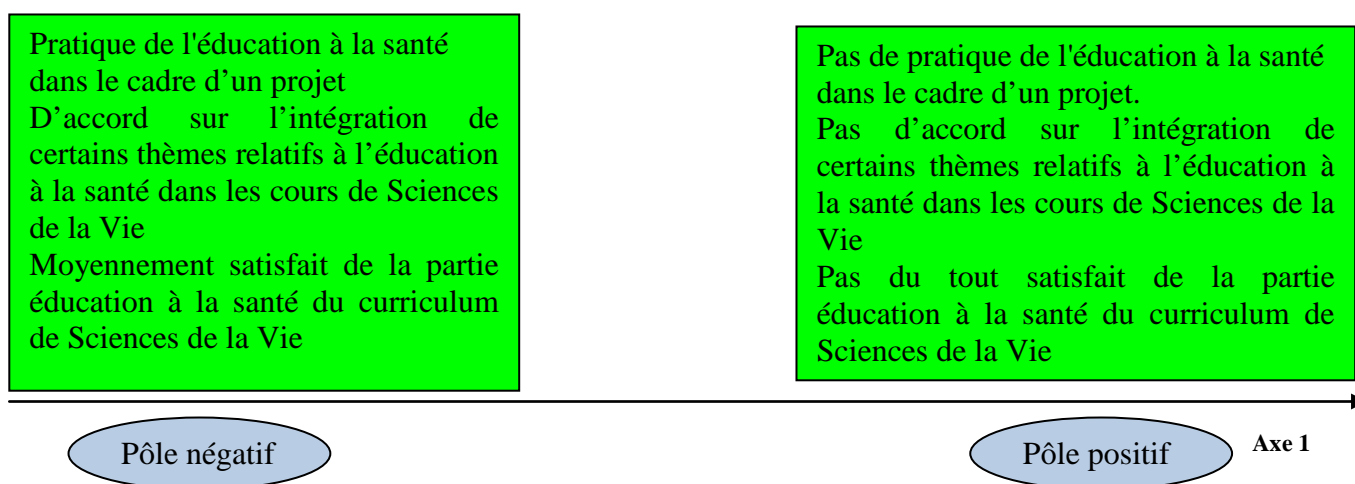 Pratique de l'éducation à la santé
dans le cadre d’un projet
D’accord sur l’intégration de
certains thèmes relatifs à l’éducation
à la santé dans les cours de Sciences
de la Vie
Moyennement satisfait de la partie
éducation à la santé du curriculum
de Sciences de la Vie
Pas de pratique de l'éducation à la santé
dans le cadre d’un projet.
Pas d’accord sur l’intégration de
certains thèmes relatifs à l’éducation à
la santé dans les cours de Sciences de la
Vie
Pas du tout satisfait de la partie
éducation à la santé du curriculum de
Sciences de la Vie
Pôle négatif
Pôle positif
Axe 1